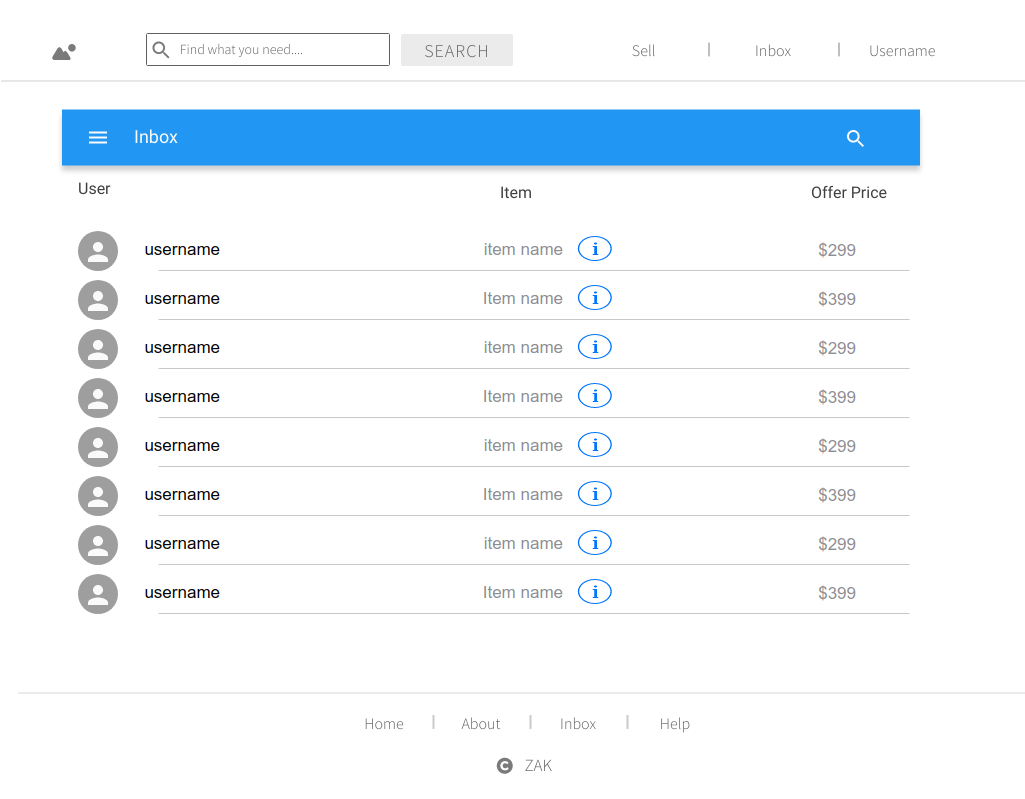 Find what you need.... SEARCH Sell | Inbox | Username
Inbox
User Item Offer Price
username item name i $299
username Item name i $399
username item name i $299
username Item name i $399
username item name i $299
username Item name i $399
username item name i $299
username Item name i $399
Home | About | Inbox | Help
© ZAK